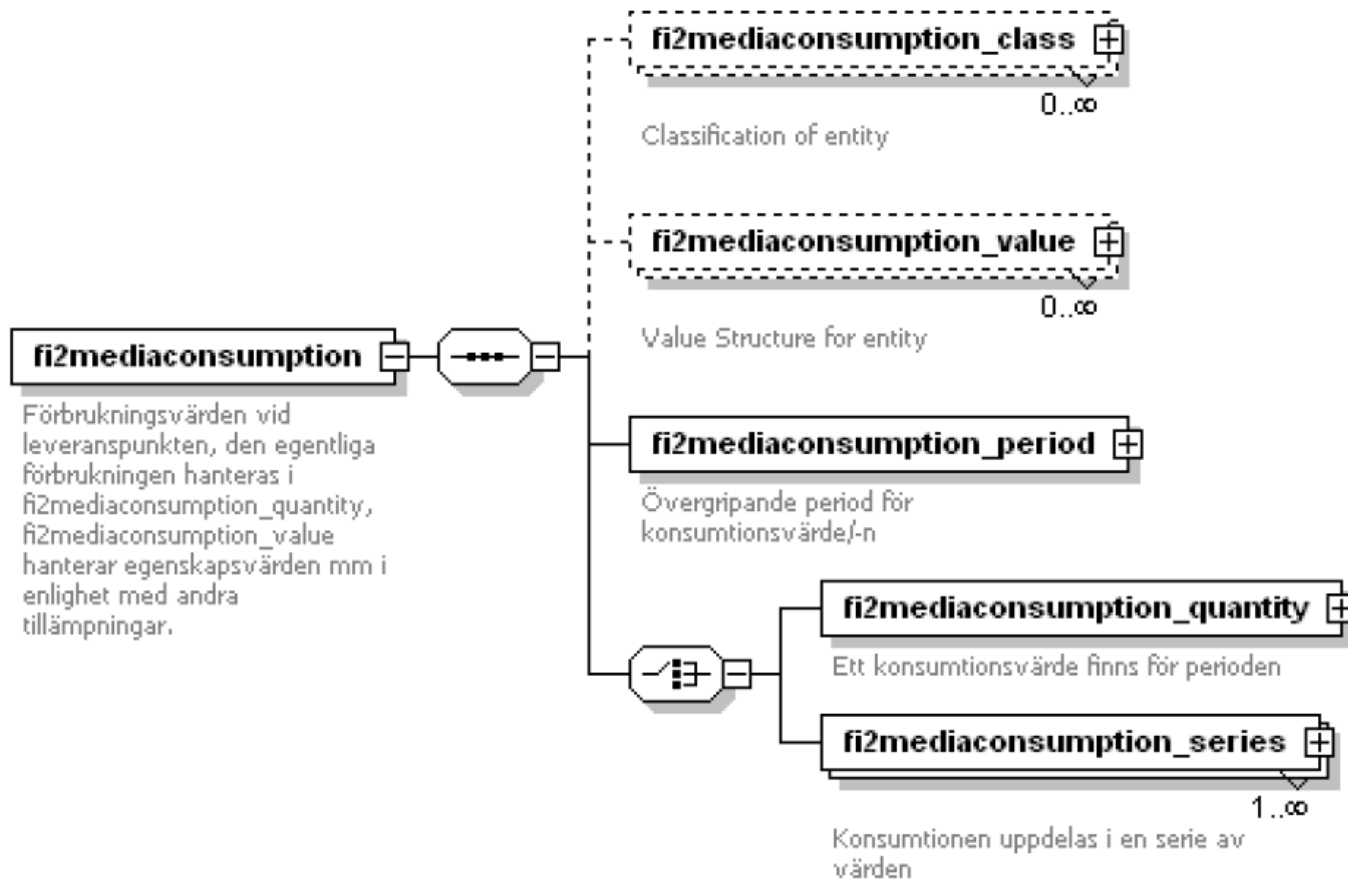 fi2mediaconsumption_class
0..∞
Classification of entity
fi2mediaconsumption_value
0..∞
Value Structure for entity
fi2mediaconsumption
Förbrukningsvärden vid
leveranspunkten, den egentliga
förbrukningen hanteras i
fi2mediaconsumption_quantity,
fi2mediaconsumption_value
hanterar egenskapsvärden mm i
enlighet med andra
tillämpningar.
fi2mediaconsumption_period
Övergripande period för
konsumtionsvärde/-n
fi2mediaconsumption_quantity
Ett konsumtionsvärde finns för perioden
fi2mediaconsumption_series
1..∞
Konsumtionen uppdelas i en serie av
värden